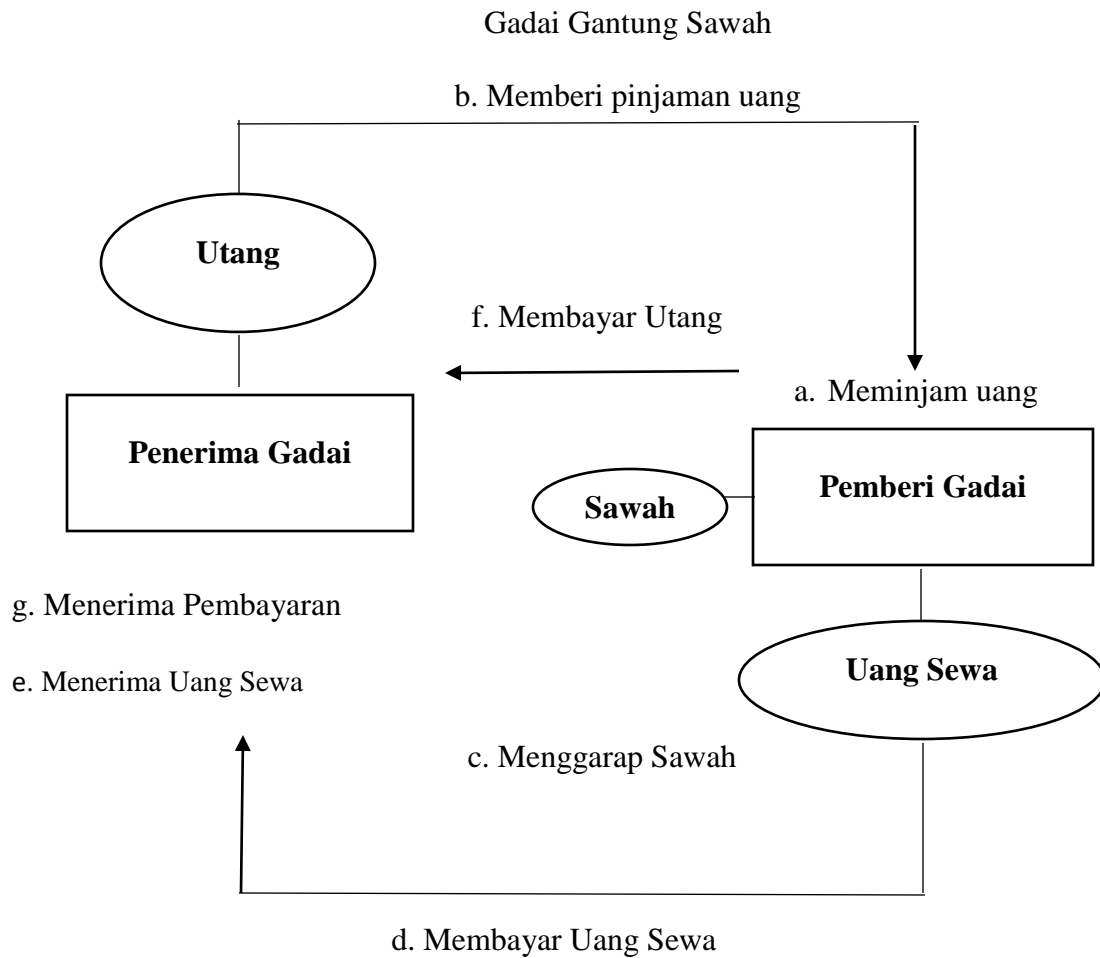 Gadai Gantung Sawah
b. Memberi pinjaman uang
Utang
f. Membayar Utang
a. Meminjam uang
Penerima Gadai
Pemberi Gadai
Sawah
g. Menerima Pembayaran
e. Menerima Uang Sewa
Uang Sewa
c. Menggarap Sawah
d. Membayar Uang Sewa